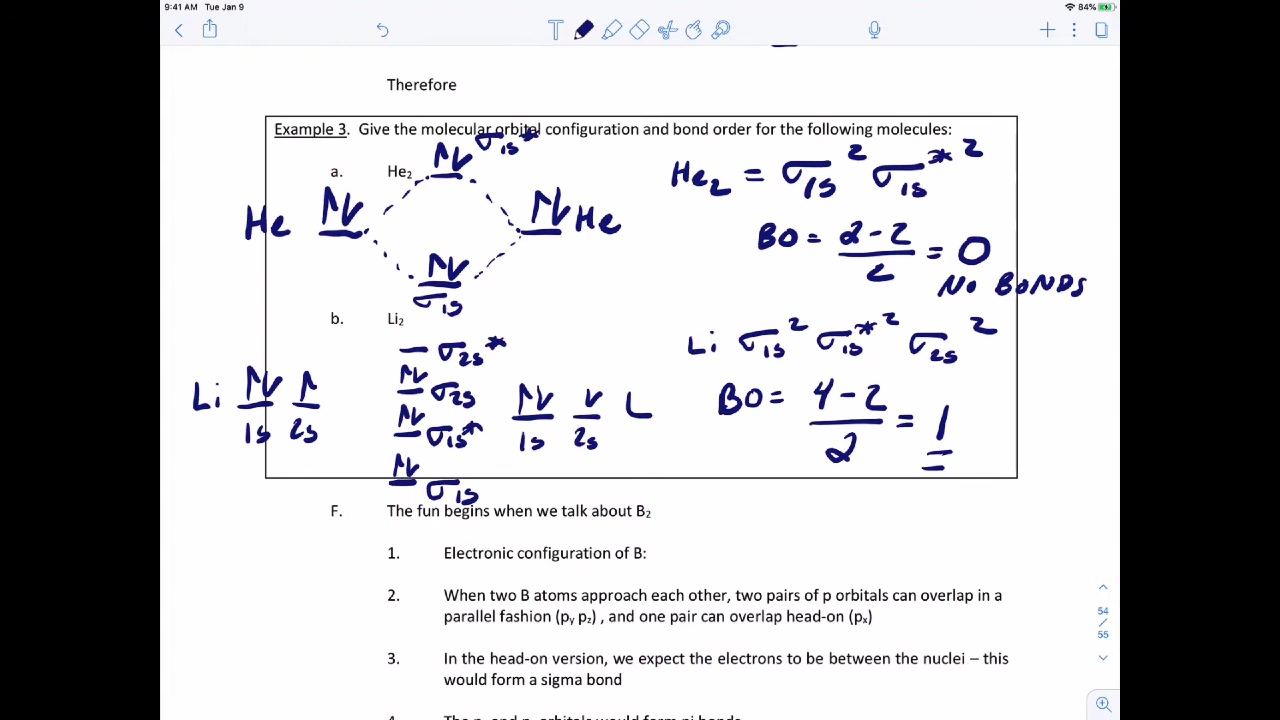 9:41 AM Tue Jan 9
84%
T
Therefore
Example 3. Give the molecular orbital configuration and bond order for the following molecules:
σ1s*
a. He₂
He₂ = σ1s² σ1s*²
He
He
BO = 2-2/2 = 0
NO BONDS
σ1s
b. Li₂
Li σ1s² σ1s*² σ2s²
σ2s*
Li
σ2s
L
BO = 4-2/2 = 1
1s 2s
σ1s*
1s 2s
σ1s
F. The fun begins when we talk about B₂
1. Electronic configuration of B:
2. When two B atoms approach each other, two pairs of p orbitals can overlap in a
parallel fashion (py pz) , and one pair can overlap head-on (px)
3. In the head-on version, we expect the electrons to be between the nuclei – this
would form a sigma bond
54
/
55